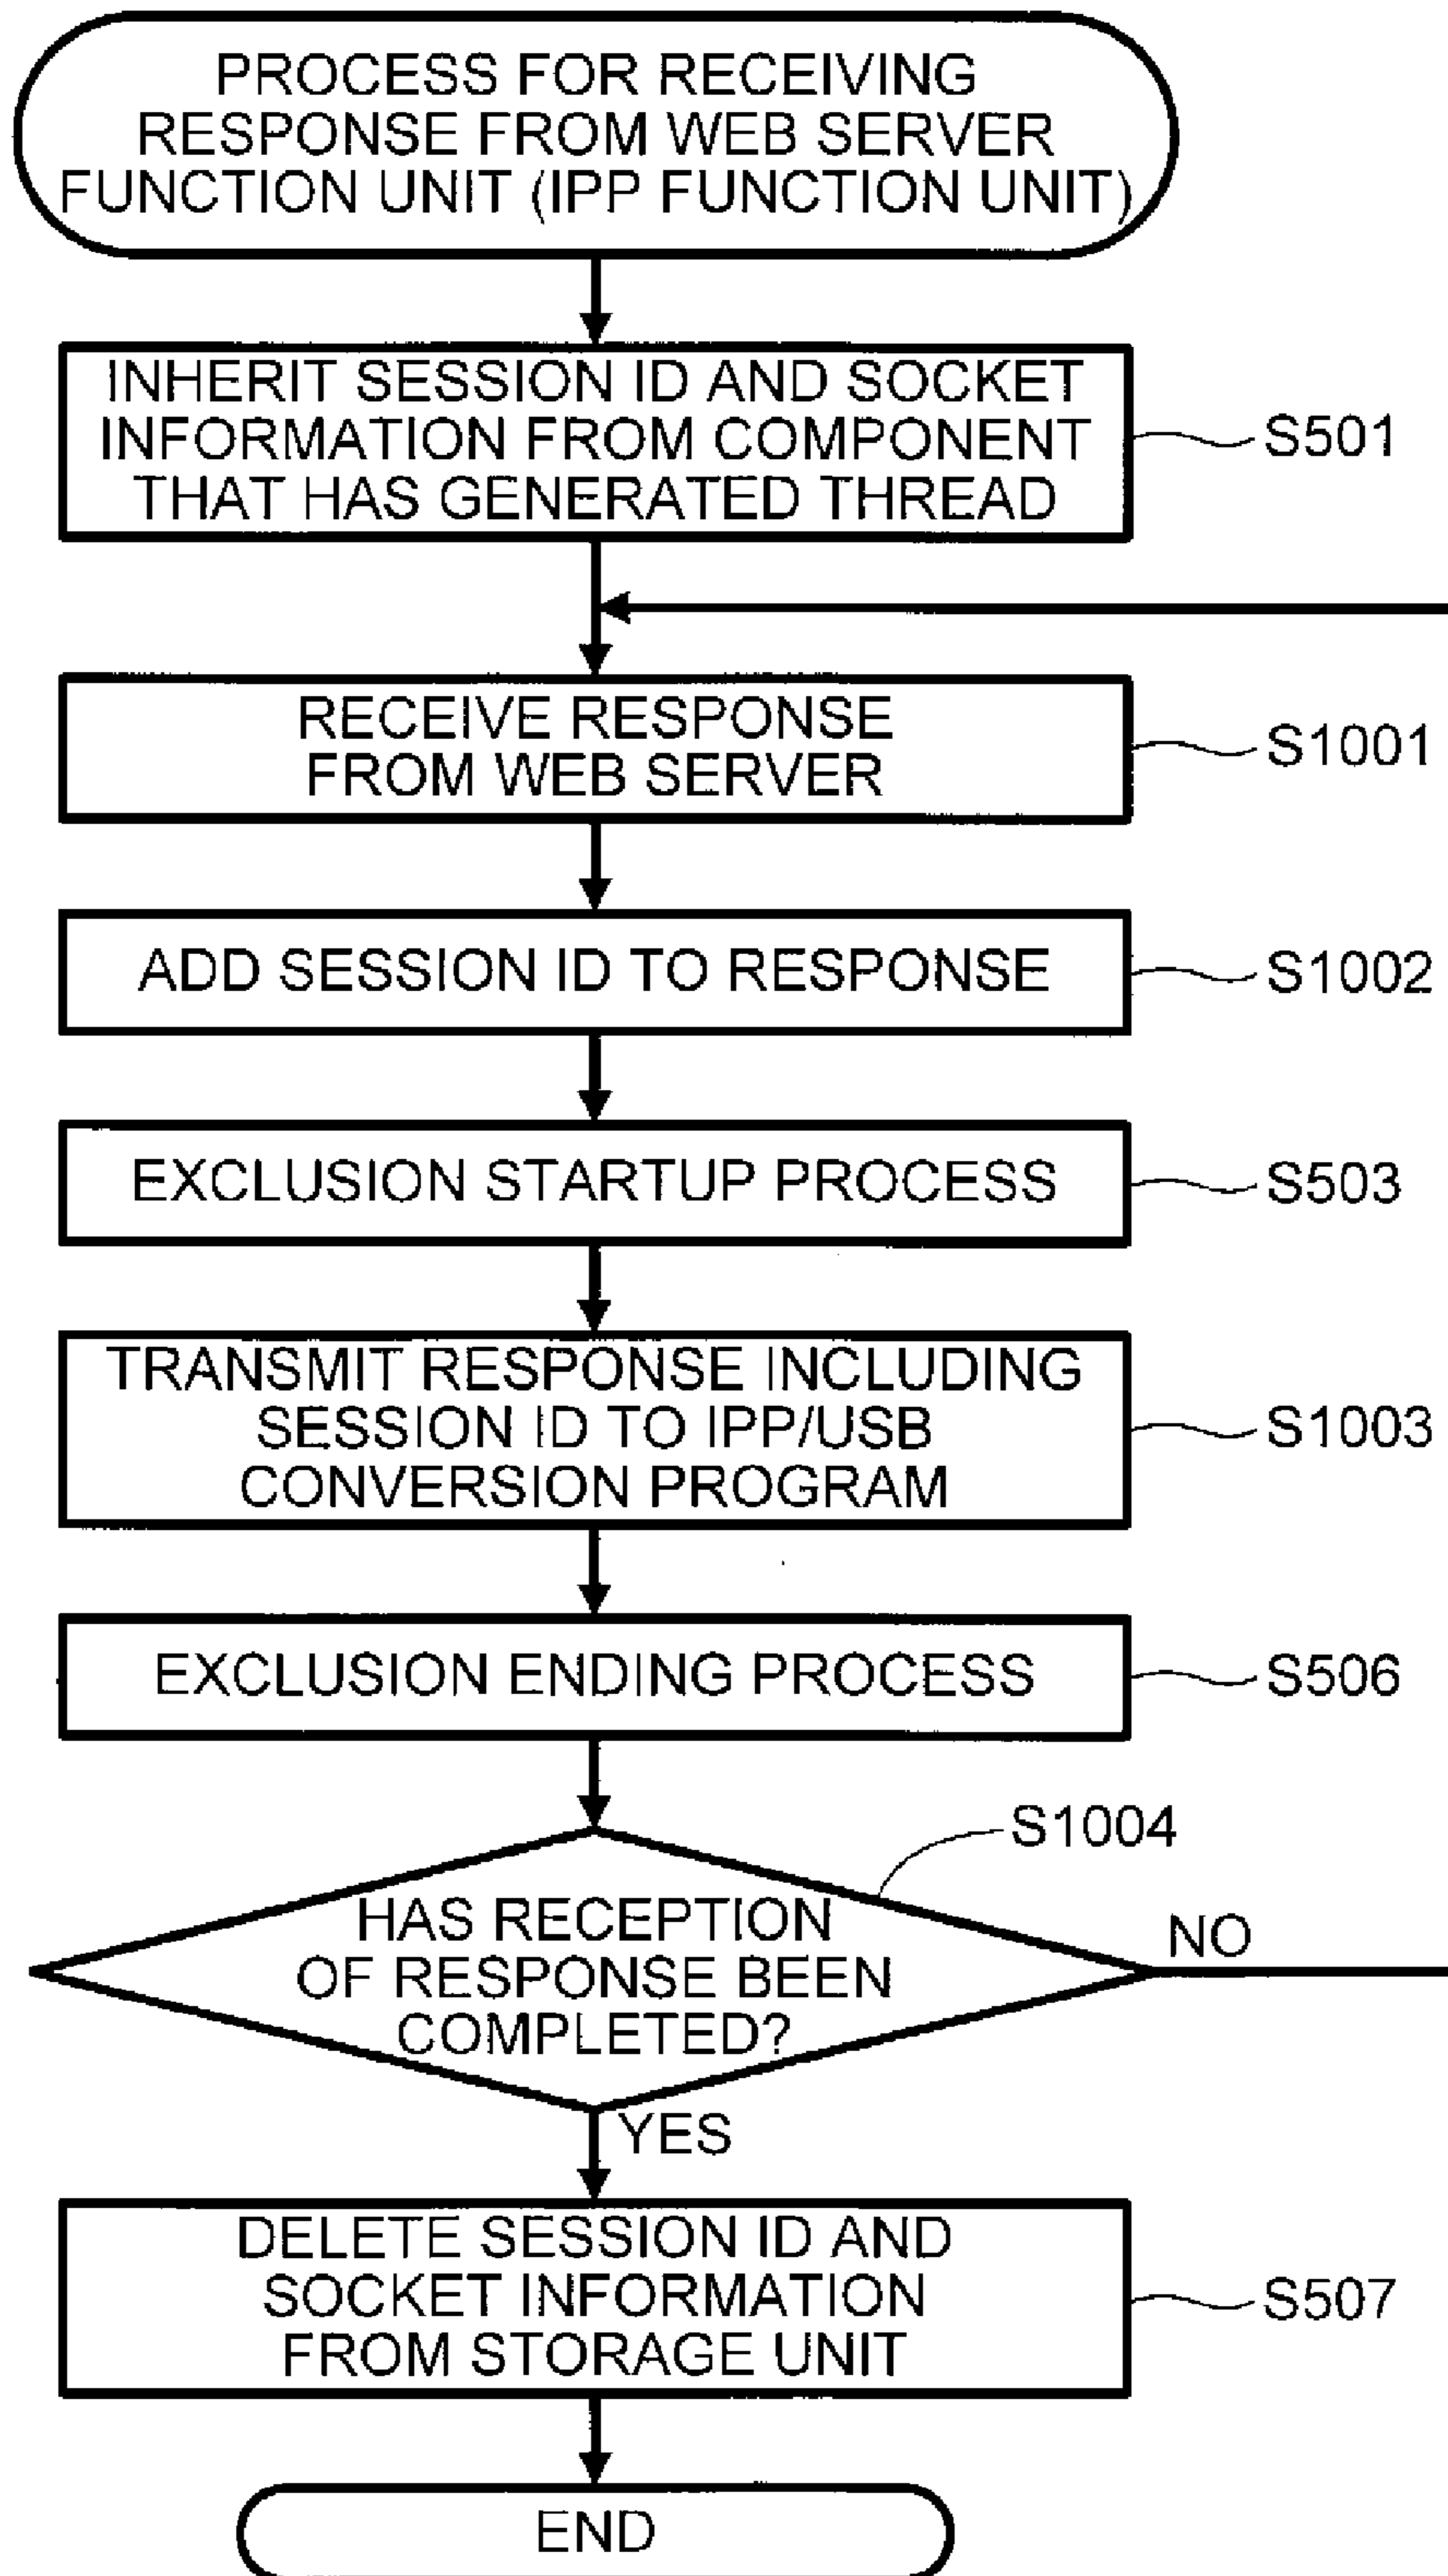 PROCESS FOR RECEIVING
RESPONSE FROM WEB SERVER
FUNCTION UNIT (IPP FUNCTION UNIT)
INHERIT SESSION ID AND SOCKET
INFORMATION FROM COMPONENT
THAT HAS GENERATED THREAD
S501
RECEIVE RESPONSE
FROM WEB SERVER
S1001
ADD SESSION ID TO RESPONSE
S1002
EXCLUSION STARTUP PROCESS
S503
TRANSMIT RESPONSE INCLUDING
SESSION ID TO IPP/USB
CONVERSION PROGRAM
S1003
EXCLUSION ENDING PROCESS
S506
S1004
HAS RECEPTION
OF RESPONSE BEEN
COMPLETED?
NO
YES
DELETE SESSION ID AND
SOCKET INFORMATION
FROM STORAGE UNIT
S507
END